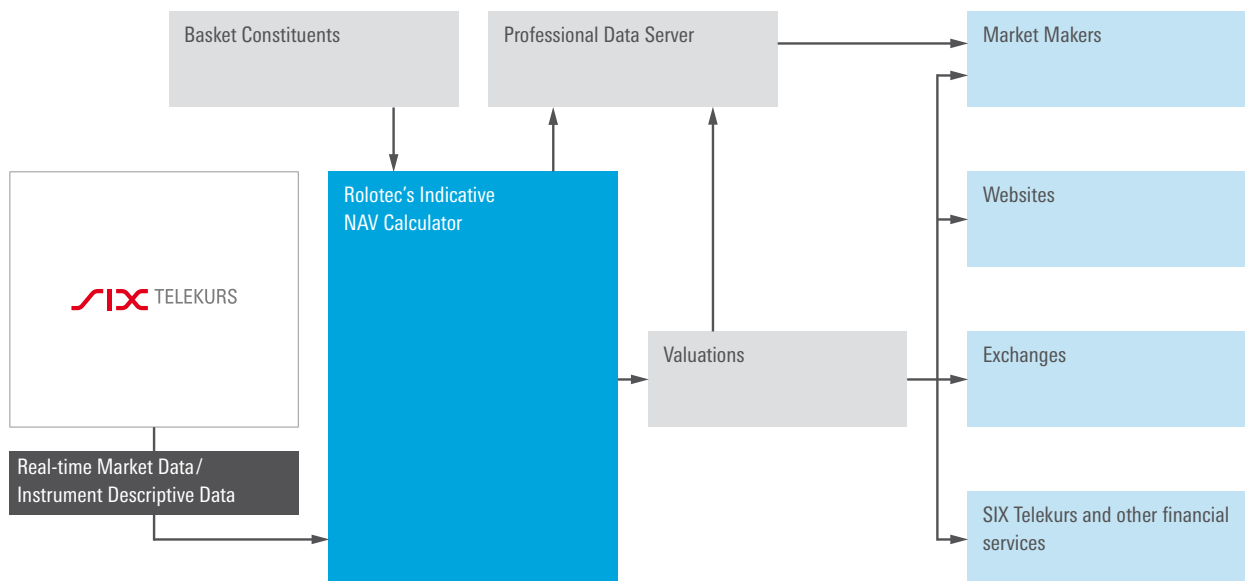 Basket Constituents
Professional Data Server
Market Makers
Rolotec’s Indicative
NAV Calculator
Websites
SIX TELEKURS
Valuations
Exchanges
Real-time Market Data/
Instrument Descriptive Data
SIX Telekurs and other financial
services